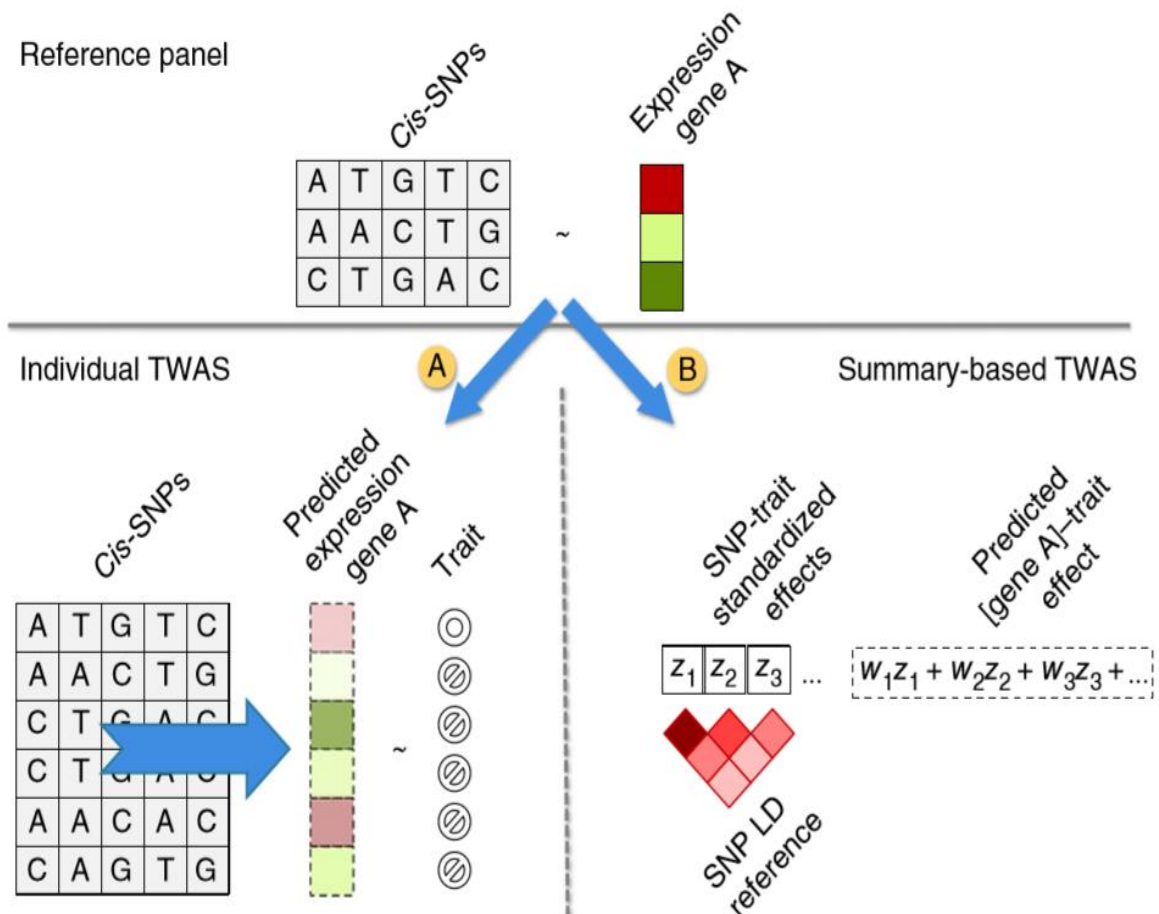 Reference panel
Cis-SNPs
Expression
gene A
A T G T C
A A C T G
~
C T G A C
Individual TWAS
A
B
Summary-based TWAS
Cis-SNPs
Predicted
expression
gene A
Trait
SNP-trait
standardized
effects
Predicted
[gene A]–trait
effect
A T G T C
A A C T G
C T G A C
C T G A C
A A C A C
C A G T G
~
z1 z2 z3 ...
w1z1 + w2z2 + w3z3 + ...
SNP LD
reference